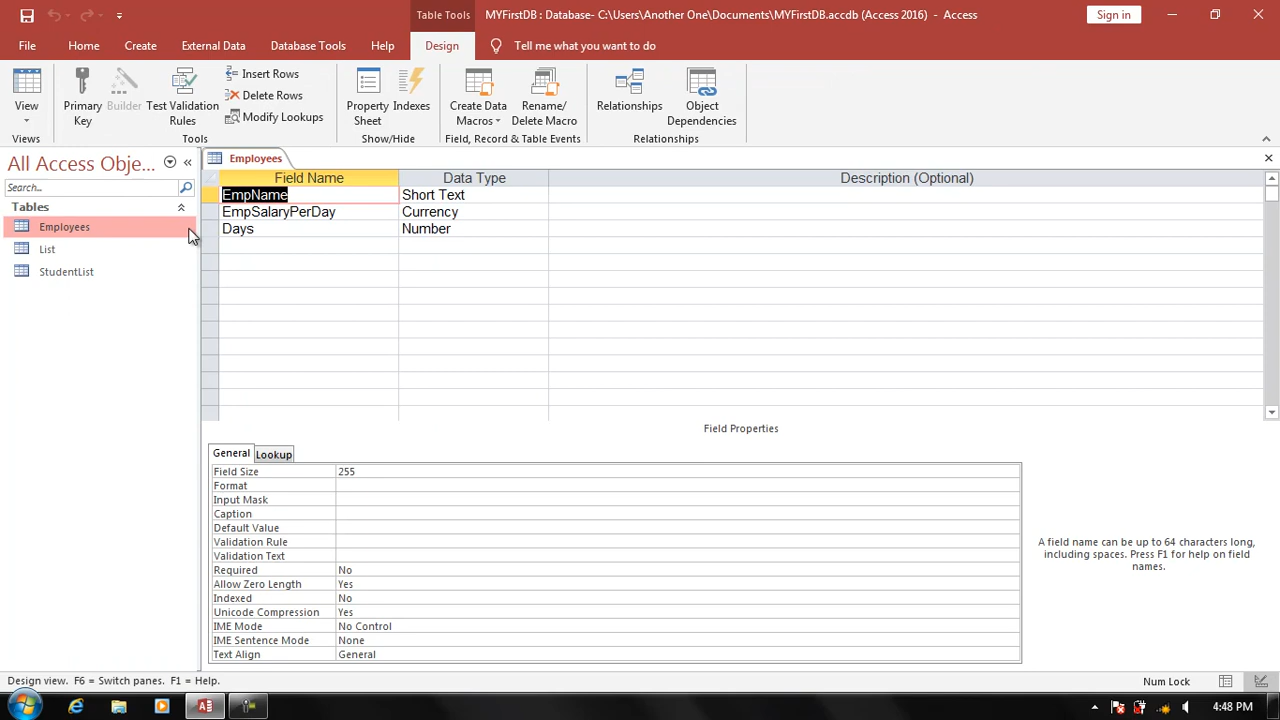 Table Tools
MYFirstDB : Database- C:\Users\Another One\Documents\MYFirstDB.accdb (Access 2016) - Access
Sign in
File Home Create External Data Database Tools Help Design Tell me what you want to do
View
Primary Key
Builder
Test Validation Rules
Insert Rows
Delete Rows
Modify Lookups
Property Sheet
Indexes
Create Data Macros
Rename/ Delete Macro
Relationships
Object Dependencies
Views Tools Show/Hide Field, Record & Table Events Relationships
All Access Obje...
Search...
Tables
Employees
List
StudentList
Employees
Field Name Data Type Description (Optional)
EmpName Short Text
EmpSalaryPerDay Currency
Days Number
Field Properties
General Lookup
Field Size 255
Format
Input Mask
Caption
Default Value
Validation Rule
Validation Text
Required No
Allow Zero Length Yes
Indexed No
Unicode Compression Yes
IME Mode No Control
IME Sentence Mode None
Text Align General
A field name can be up to 64 characters long,
including spaces. Press F1 for help on field
names.
Design view. F6 = Switch panes. F1 = Help.
Num Lock
4:48 PM